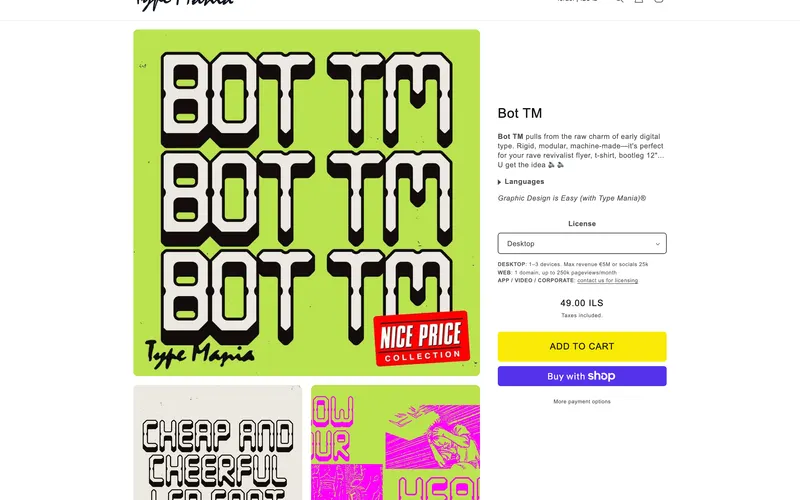 Type Mania
BOT TM
BOT TM
BOT TM
Type Mania
NICE PRICE
COLLECTION
CHEAP AND
CHEERFUL
Bot TM
Bot TM pulls from the raw charm of early digital
type. Rigid, modular, machine-made—it's perfect
for your rave revivalist flyer, t-shirt, bootleg 12"...
U get the idea
Languages
Graphic Design is Easy (with Type Mania)®
License
Desktop
DESKTOP: 1–3 devices. Max revenue €5M or socials 25k
WEB: 1 domain, up to 250k pageviews/month
APP / VIDEO / CORPORATE: contact us for licensing
49.00 ILS
Taxes included.
ADD TO CART
Buy with shop
More payment options